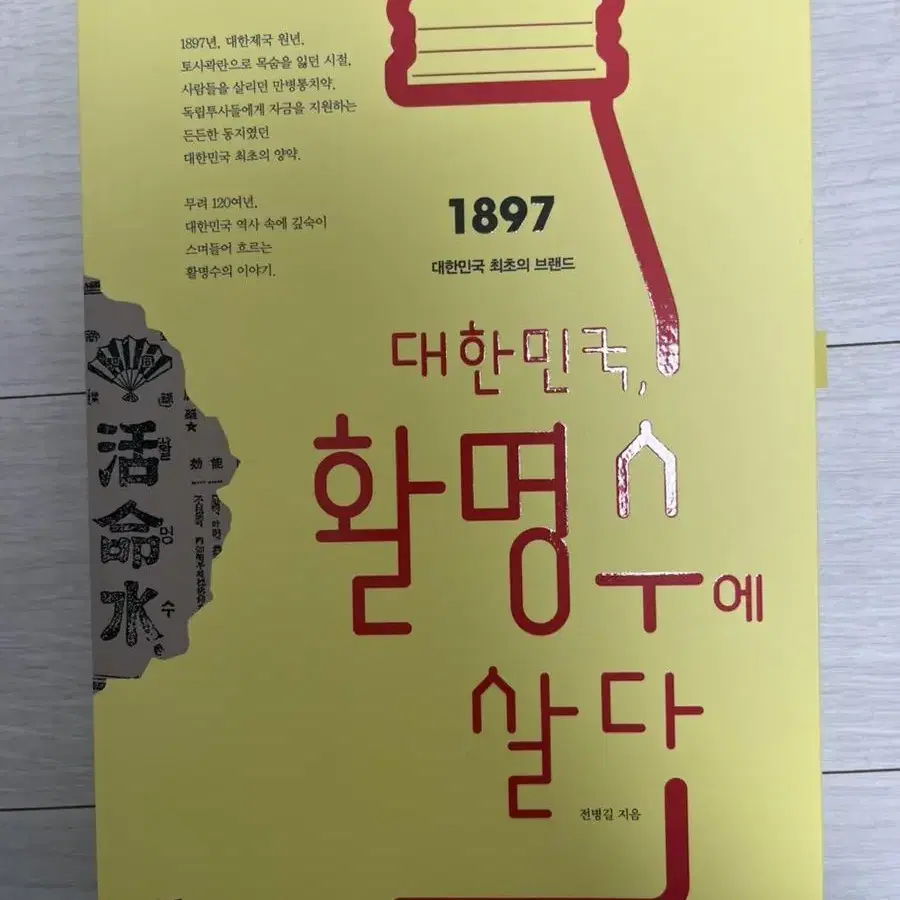 1897년, 대한제국 원년,
토사곽란으로 목숨을 잃던 시절,
사람들을 살리던 만병통치약,
독립투사들에게 자금을 지원하는
든든한 동지였던
대한민국 최초의 양약.
무려 120여년,
대한민국 역사 속에 깊숙이
스며들어 흐르는
활명수의 이야기.
1897
대한민국 최초의 브랜드
대한민국,
활명수에
살다
전병길 지음
活命水
명
수
効能